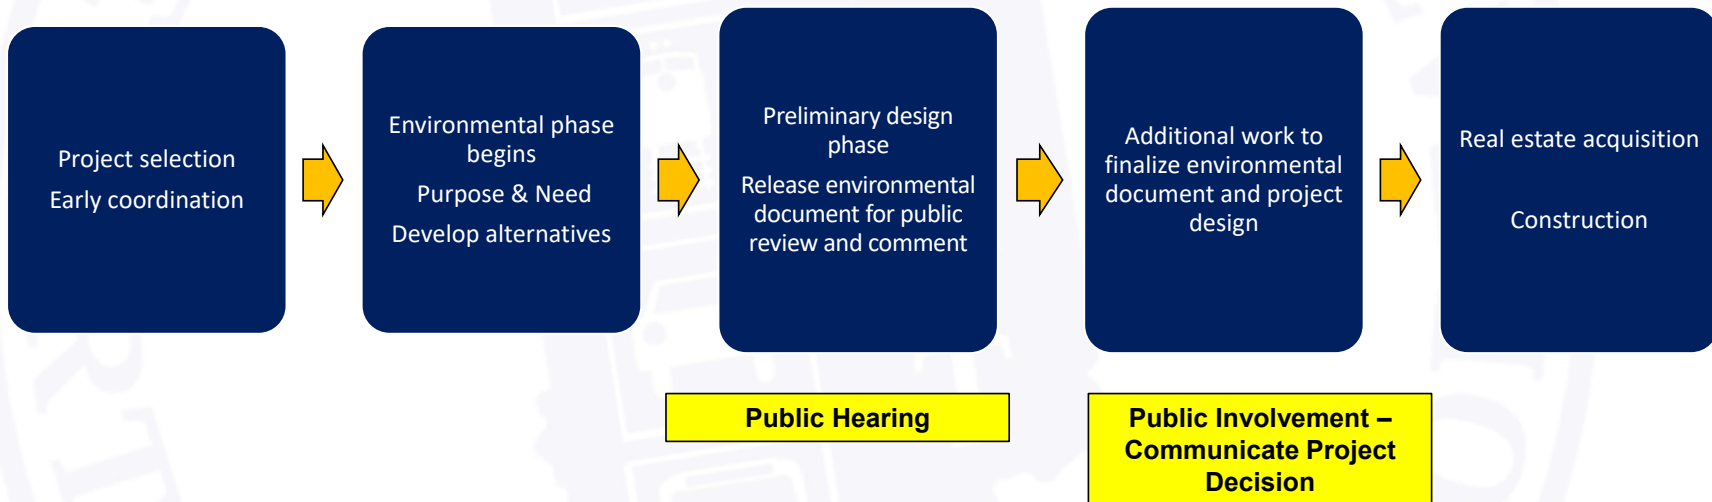 Project selection
Early coordination
Environmental phase
begins
Purpose & Need
Develop alternatives
Preliminary design
phase
Release environmental
document for public
review and comment
Additional work to
finalize environmental
document and project
design
Real estate acquisition
Construction
Public Hearing
Public Involvement –
Communicate Project
Decision